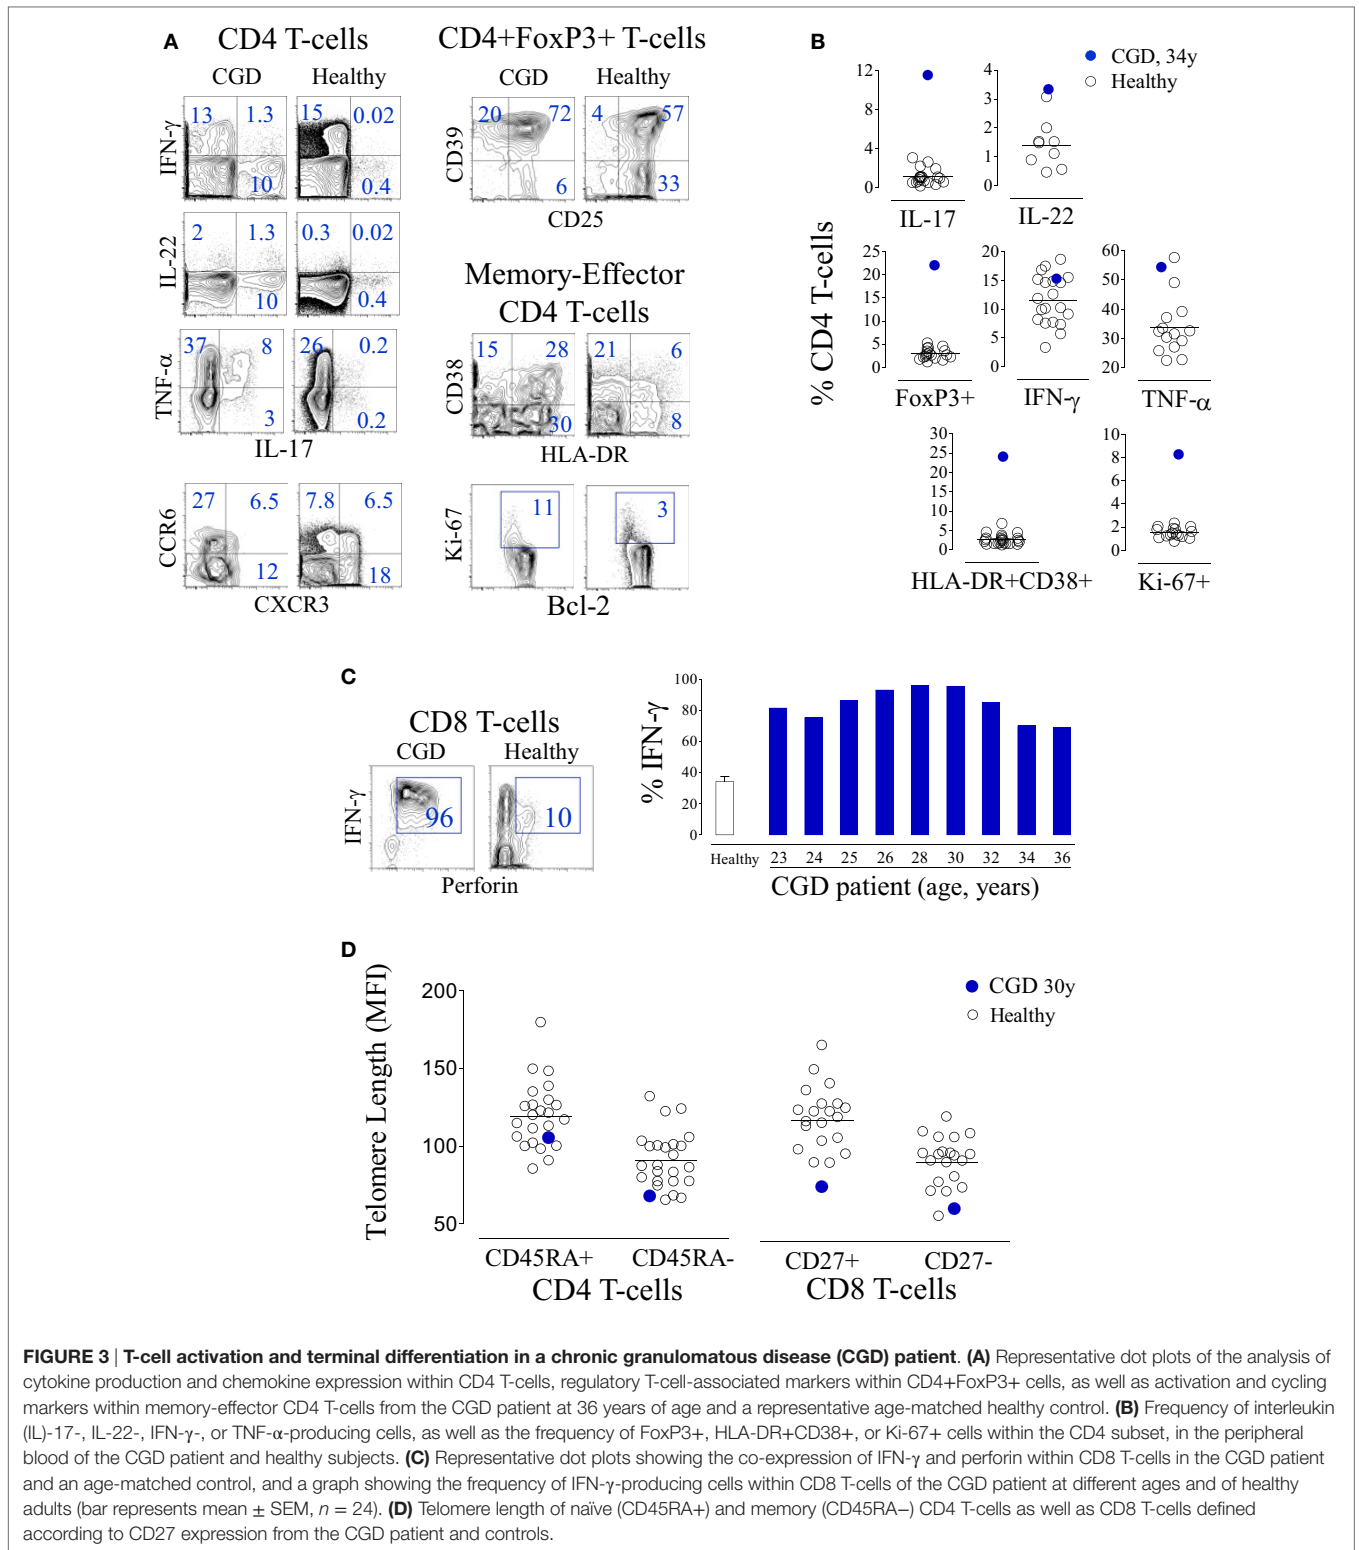 A
CD4 T-cells
CGD Healthy
IFN-γ
13 1.3 15 0.02
10 0.4
IL-22
2 1.3 0.3 0.02
10 0.4
TNF-α
37 8 26 0.2
3 0.2
IL-17
CCR6
27 6.5 7.8 6.5
12 18
CXCR3
CD4+FoxP3+ T-cells
CGD Healthy
CD39
20 72 4 57
6 33
CD25
Memory-Effector
CD4 T-cells
CD38
15 28 21 6
30 8
HLA-DR
Ki-67
11 3
Bcl-2
B
CGD, 34y
Healthy
% CD4 T-cells
12
8
4
0
IL-17
4
3
2
1
0
IL-22
25
20
15
10
5
0
FoxP3+
20
15
10
5
0
IFN-γ
60
50
40
30
20
TNF-α
30
25
20
15
10
5
0
HLA-DR+CD38+
10
8
6
4
2
0
Ki-67+
C
CD8 T-cells
CGD Healthy
IFN-γ
96 10
Perforin
% IFN-γ
100
80
60
40
20
0
Healthy 23 24 25 26 28 30 32 34 36
CGD patient (age, years)
D
Telomere Length (MFI)
200
150
100
50
CGD 30y
Healthy
CD45RA+ CD45RA- CD27+ CD27-
CD4 T-cells CD8 T-cells
FIGURE 3 | T-cell activation and terminal differentiation in a chronic granulomatous disease (CGD) patient. (A) Representative dot plots of the analysis of
cytokine production and chemokine expression within CD4 T-cells, regulatory T-cell-associated markers within CD4+FoxP3+ cells, as well as activation and cycling
markers within memory-effector CD4 T-cells from the CGD patient at 36 years of age and a representative age-matched healthy control. (B) Frequency of interleukin
(IL)-17-, IL-22-, IFN-γ-, or TNF-α-producing cells, as well as the frequency of FoxP3+, HLA-DR+CD38+, or Ki-67+ cells within the CD4 subset, in the peripheral
blood of the CGD patient and healthy subjects. (C) Representative dot plots showing the co-expression of IFN-γ and perforin within CD8 T-cells in the CGD patient
and an age-matched control, and a graph showing the frequency of IFN-γ-producing cells within CD8 T-cells of the CGD patient at different ages and of healthy
adults (bar represents mean ± SEM, n = 24). (D) Telomere length of naïve (CD45RA+) and memory (CD45RA−) CD4 T-cells as well as CD8 T-cells defined
according to CD27 expression from the CGD patient and controls.